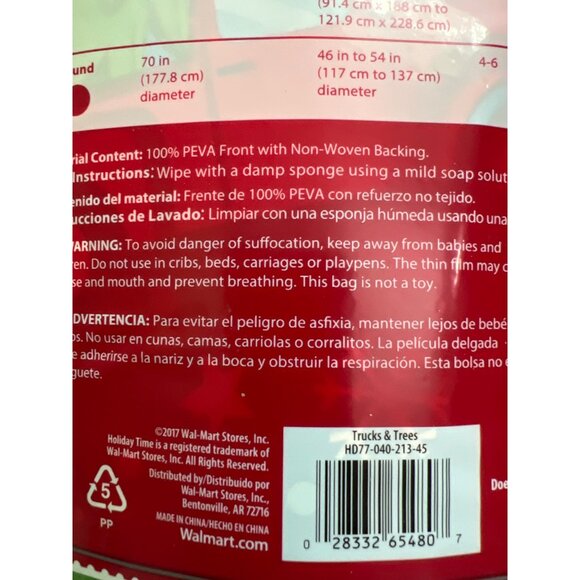 (91.4 cm x 188 cm to
121.9 cm x 228.6 cm)
und 70 in 46 in to 54 in 4-6
(177.8 cm) (117 cm to 137 cm)
diameter diameter
rial Content: 100% PEVA Front with Non-Woven Backing.
Instructions: Wipe with a damp sponge using a mild soap solut
enido del material: Frente de 100% PEVA con refuerzo no tejido.
ucciones de Lavado: Limpiar con una esponja húmeda usando una
WARNING: To avoid danger of suffocation, keep away from babies and
ren. Do not use in cribs, beds, carriages or playpens. The thin film may c
se and mouth and prevent breathing. This bag is not a toy.
ADVERTENCIA: Para evitar el peligro de asfixia, mantener lejos de bebé
os. No usar en cunas, camas, carriolas o corralitos. La película delgada
e adherirse a la nariz y a la boca y obstruir la respiración. Esta bolsa no e
guete.
©2017 Wal-Mart Stores, Inc.
Holiday Time is a registered trademark of
Wal-Mart Stores, Inc. All Rights Reserved.
Distributed by/Distribuido por
Wal-Mart Stores, Inc.,
Bentonville, AR 72716
MADE IN CHINA/HECHO EN CHINA
Walmart.com
5
PP
Trucks & Trees
HD77-040-213-45
0 28332 65480 7
Doe